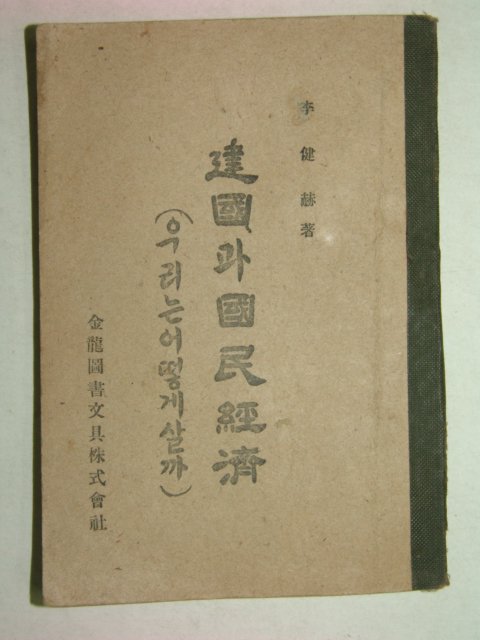 李健赫著
建國과國民經濟
(우리는어떻게살까)
金龍圖書文具株式會社